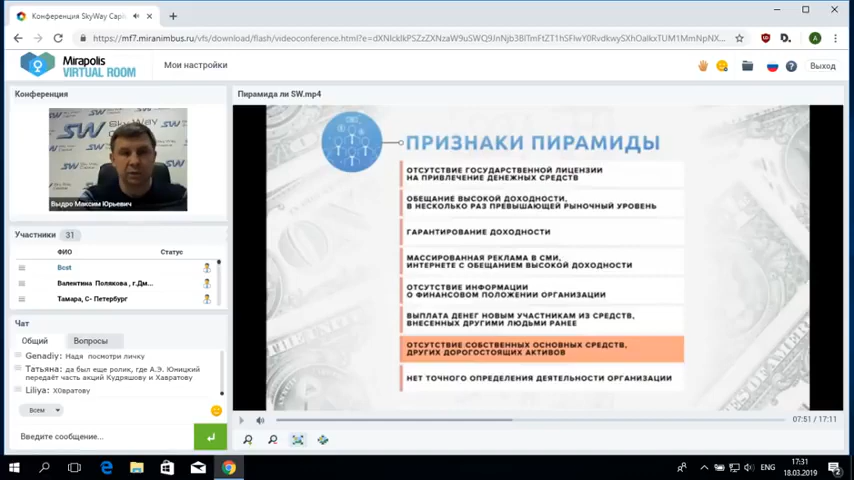 Конференция SkyWay Capi
https://mf7.miranimbus.ru/vfs/download/flash/videoconference.html?e=
Mirapolis
VIRTUAL ROOM
Мои настройки
Выход
Конференция
Выдро Максим Юрьевич
Участники 31
ФИО Статус
Best
Валентина Полякова , г.Дм...
Тамара, С- Петербург
Чат
Общий Вопросы
Genadiy: Надя посмотри личку
Татьяна: да был еще ролик, где А.Э. Юницкий
передаёт часть акций Кудряшову и Хавратову
Liliya: ХОвратову
Всем
Введите сообщение...
Пирамида ли SW.mp4
ПРИЗНАКИ ПИРАМИДЫ
ОТСУТСТВИЕ ГОСУДАРСТВЕННОЙ ЛИЦЕНЗИИ
НА ПРИВЛЕЧЕНИЕ ДЕНЕЖНЫХ СРЕДСТВ
ОБЕЩАНИЕ ВЫСОКОЙ ДОХОДНОСТИ,
В НЕСКОЛЬКО РАЗ ПРЕВЫШАЮЩЕЙ РЫНОЧНЫЙ УРОВЕНЬ
ГАРАНТИРОВАНИЕ ДОХОДНОСТИ
МАССИРОВАННАЯ РЕКЛАМА В СМИ,
ИНТЕРНЕТЕ С ОБЕЩАНИЕМ ВЫСОКОЙ ДОХОДНОСТИ
ОТСУТСТВИЕ ИНФОРМАЦИИ
О ФИНАНСОВОМ ПОЛОЖЕНИИ ОРГАНИЗАЦИИ
ВЫПЛАТА ДЕНЕГ НОВЫМ УЧАСТНИКАМ ИЗ СРЕДСТВ,
ВНЕСЕННЫХ ДРУГИМИ ЛЮДЬМИ РАНЕЕ
ОТСУТСТВИЕ СОБСТВЕННЫХ ОСНОВНЫХ СРЕДСТВ,
ДРУГИХ ДОРОГОСТОЯЩИХ АКТИВОВ
НЕТ ТОЧНОГО ОПРЕДЕЛЕНИЯ ДЕЯТЕЛЬНОСТИ ОРГАНИЗАЦИИ
07:51 / 17:11
ENG
17:31
18.03.2019